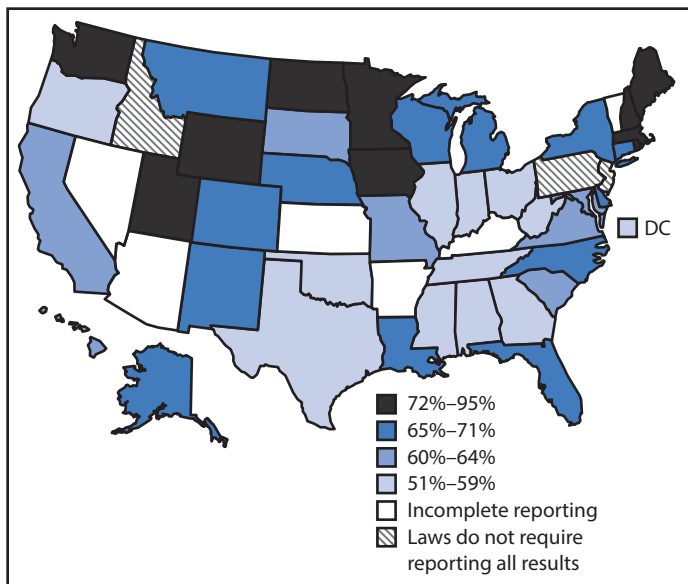 DC
72%–95%
65%–71%
60%–64%
51%–59%
Incomplete reporting
Laws do not require
reporting all results